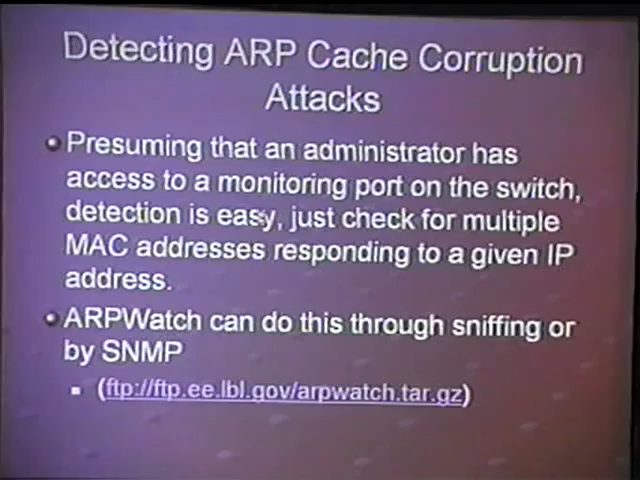 Detecting ARP Cache Corruption
Attacks
Presuming that an administrator has
access to a monitoring port on the switch,
detection is easy, just check for multiple
MAC addresses responding to a given IP
address.
ARPWatch can do this through sniffing or
by SNMP
(ftp://ftp.ee.lbl.gov/arpwatch.tar.gz)